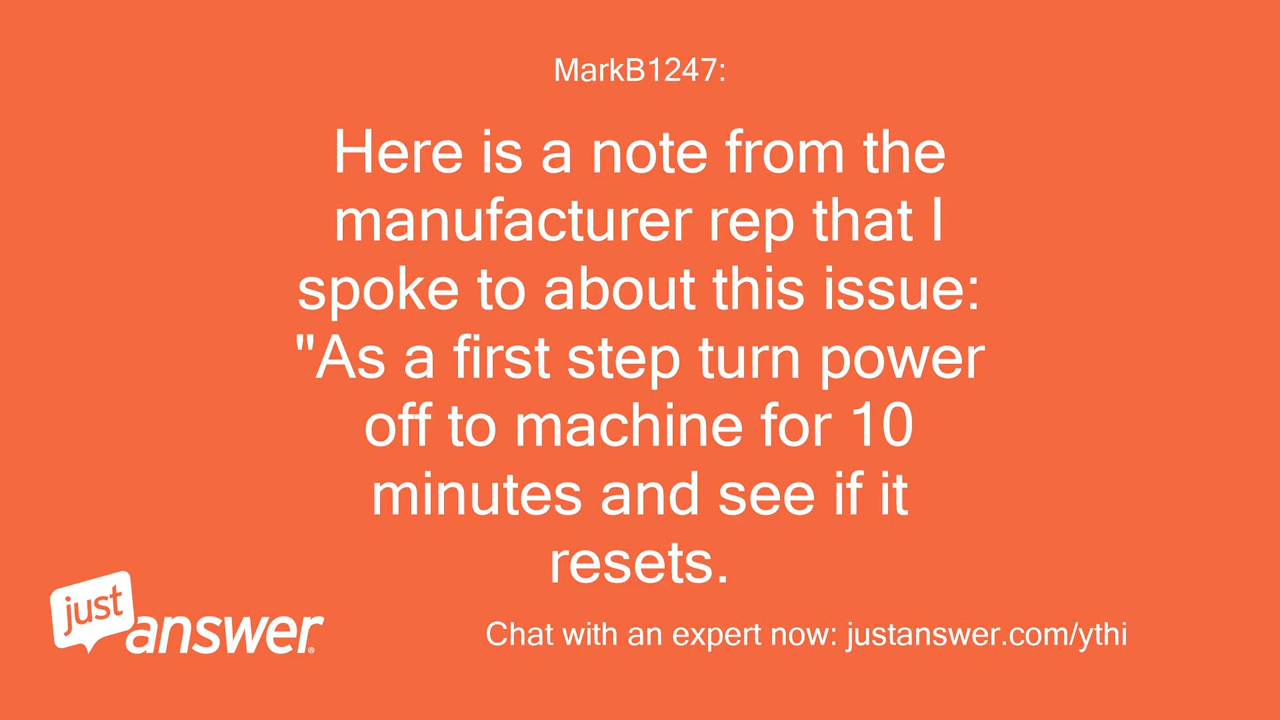 MarkB1247:
Here is a note from the
manufacturer rep that I
spoke to about this issue:
"As a first step turn power
off to machine for 10
minutes and see if it
resets.
just
answer®
Chat with an expert now: justanswer.com/ythi